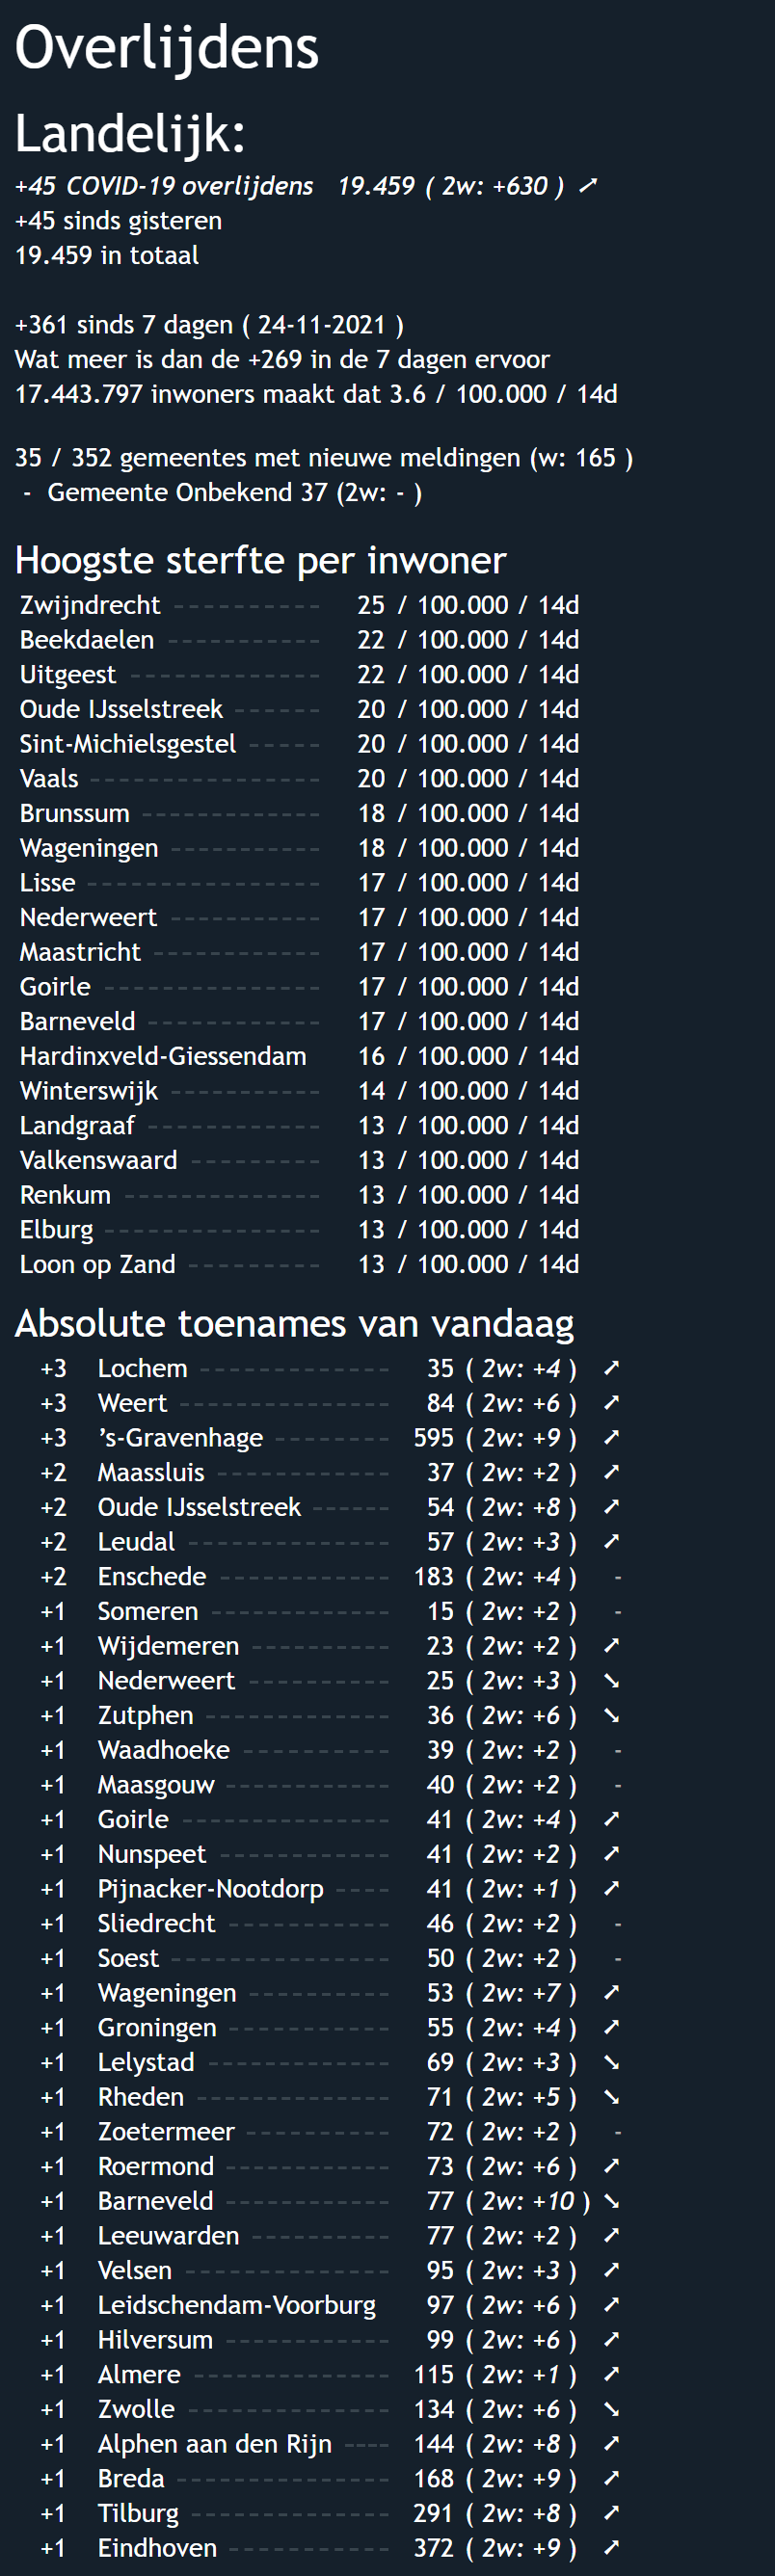 Overlijdens
Landelijk:
+45 COVID-19 overlijdens 19.459 ( 2w: +630 ) ➚
+45 sinds gisteren
19.459 in totaal
+361 sinds 7 dagen ( 24-11-2021 )
Wat meer is dan de +269 in de 7 dagen ervoor
17.443.797 inwoners maakt dat 3.6 / 100.000 / 14d
35 / 352 gemeentes met nieuwe meldingen (w: 165 )
- Gemeente Onbekend 37 (2w: - )
Hoogste sterfte per inwoner
Zwijndrecht ---------- 25 / 100.000 / 14d
Beekdaelen ---------- 22 / 100.000 / 14d
Uitgeest ------------- 22 / 100.000 / 14d
Oude IJsselstreek ------ 20 / 100.000 / 14d
Sint-Michielsgestel ----- 20 / 100.000 / 14d
Vaals ---------------- 20 / 100.000 / 14d
Brunssum ------------ 18 / 100.000 / 14d
Wageningen ---------- 18 / 100.000 / 14d
Lisse ---------------- 17 / 100.000 / 14d
Nederweert ---------- 17 / 100.000 / 14d
Maastricht ----------- 17 / 100.000 / 14d
Goirle --------------- 17 / 100.000 / 14d
Barneveld ------------ 17 / 100.000 / 14d
Hardinxveld-Giessendam 16 / 100.000 / 14d
Winterswijk ---------- 14 / 100.000 / 14d
Landgraaf ------------ 13 / 100.000 / 14d
Valkenswaard --------- 13 / 100.000 / 14d
Renkum ------------- 13 / 100.000 / 14d
Elburg --------------- 13 / 100.000 / 14d
Loon op Zand --------- 13 / 100.000 / 14d
Absolute toenames van vandaag
+3 Lochem ------------- 35 ( 2w: +4 ) ➚
+3 Weert -------------- 84 ( 2w: +6 ) ➚
+3 ’s-Gravenhage -------- 595 ( 2w: +9 ) ➚
+2 Maassluis ------------ 37 ( 2w: +2 ) ➚
+2 Oude IJsselstreek ------ 54 ( 2w: +8 ) ➚
+2 Leudal -------------- 57 ( 2w: +3 ) ➚
+2 Enschede ------------ 183 ( 2w: +4 ) -
+1 Someren ------------ 15 ( 2w: +2 ) -
+1 Wijdemeren ---------- 23 ( 2w: +2 ) ➚
+1 Nederweert ---------- 25 ( 2w: +3 ) ➘
+1 Zutphen ------------- 36 ( 2w: +6 ) ➘
+1 Waadhoeke ---------- 39 ( 2w: +2 ) -
+1 Maasgouw ----------- 40 ( 2w: +2 ) -
+1 Goirle -------------- 41 ( 2w: +4 ) ➚
+1 Nunspeet ------------ 41 ( 2w: +2 ) ➚
+1 Pijnacker-Nootdorp ---- 41 ( 2w: +1 ) ➚
+1 Sliedrecht ----------- 46 ( 2w: +2 ) -
+1 Soest --------------- 50 ( 2w: +2 ) -
+1 Wageningen ---------- 53 ( 2w: +7 ) ➚
+1 Groningen ----------- 55 ( 2w: +4 ) ➚
+1 Lelystad ------------- 69 ( 2w: +3 ) ➘
+1 Rheden ------------- 71 ( 2w: +5 ) ➘
+1 Zoetermeer ---------- 72 ( 2w: +2 ) -
+1 Roermond ----------- 73 ( 2w: +6 ) ➚
+1 Barneveld ----------- 77 ( 2w: +10 ) ➘
+1 Leeuwarden ---------- 77 ( 2w: +2 ) ➚
+1 Velsen -------------- 95 ( 2w: +3 ) ➚
+1 Leidschendam-Voorburg 97 ( 2w: +6 ) ➚
+1 Hilversum ----------- 99 ( 2w: +6 ) ➚
+1 Almere ------------- 115 ( 2w: +1 ) ➚
+1 Zwolle -------------- 134 ( 2w: +6 ) ➘
+1 Alphen aan den Rijn ---- 144 ( 2w: +8 ) ➚
+1 Breda --------------- 168 ( 2w: +9 ) ➚
+1 Tilburg -------------- 291 ( 2w: +8 ) ➚
+1 Eindhoven ----------- 372 ( 2w: +9 ) ➚